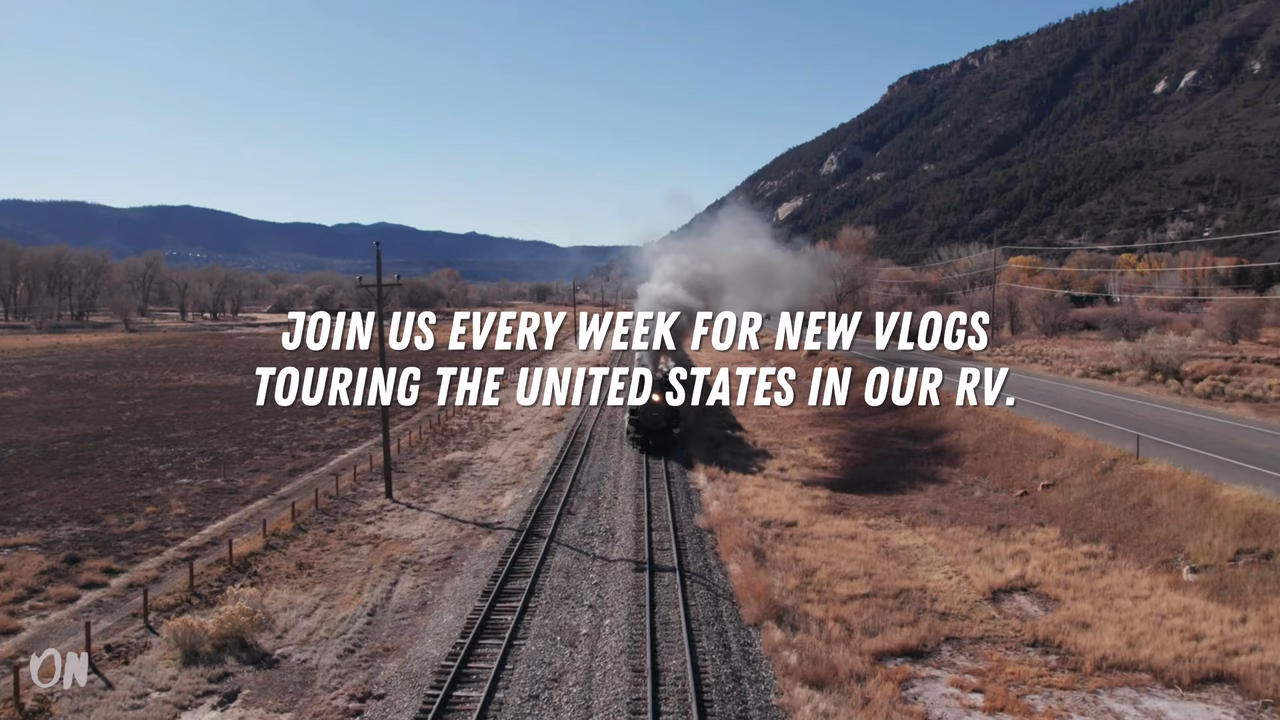 JOIN US EVERY WEEK FOR NEW VLOGS
TOURING THE UNITED STATES IN OUR RV.
ON